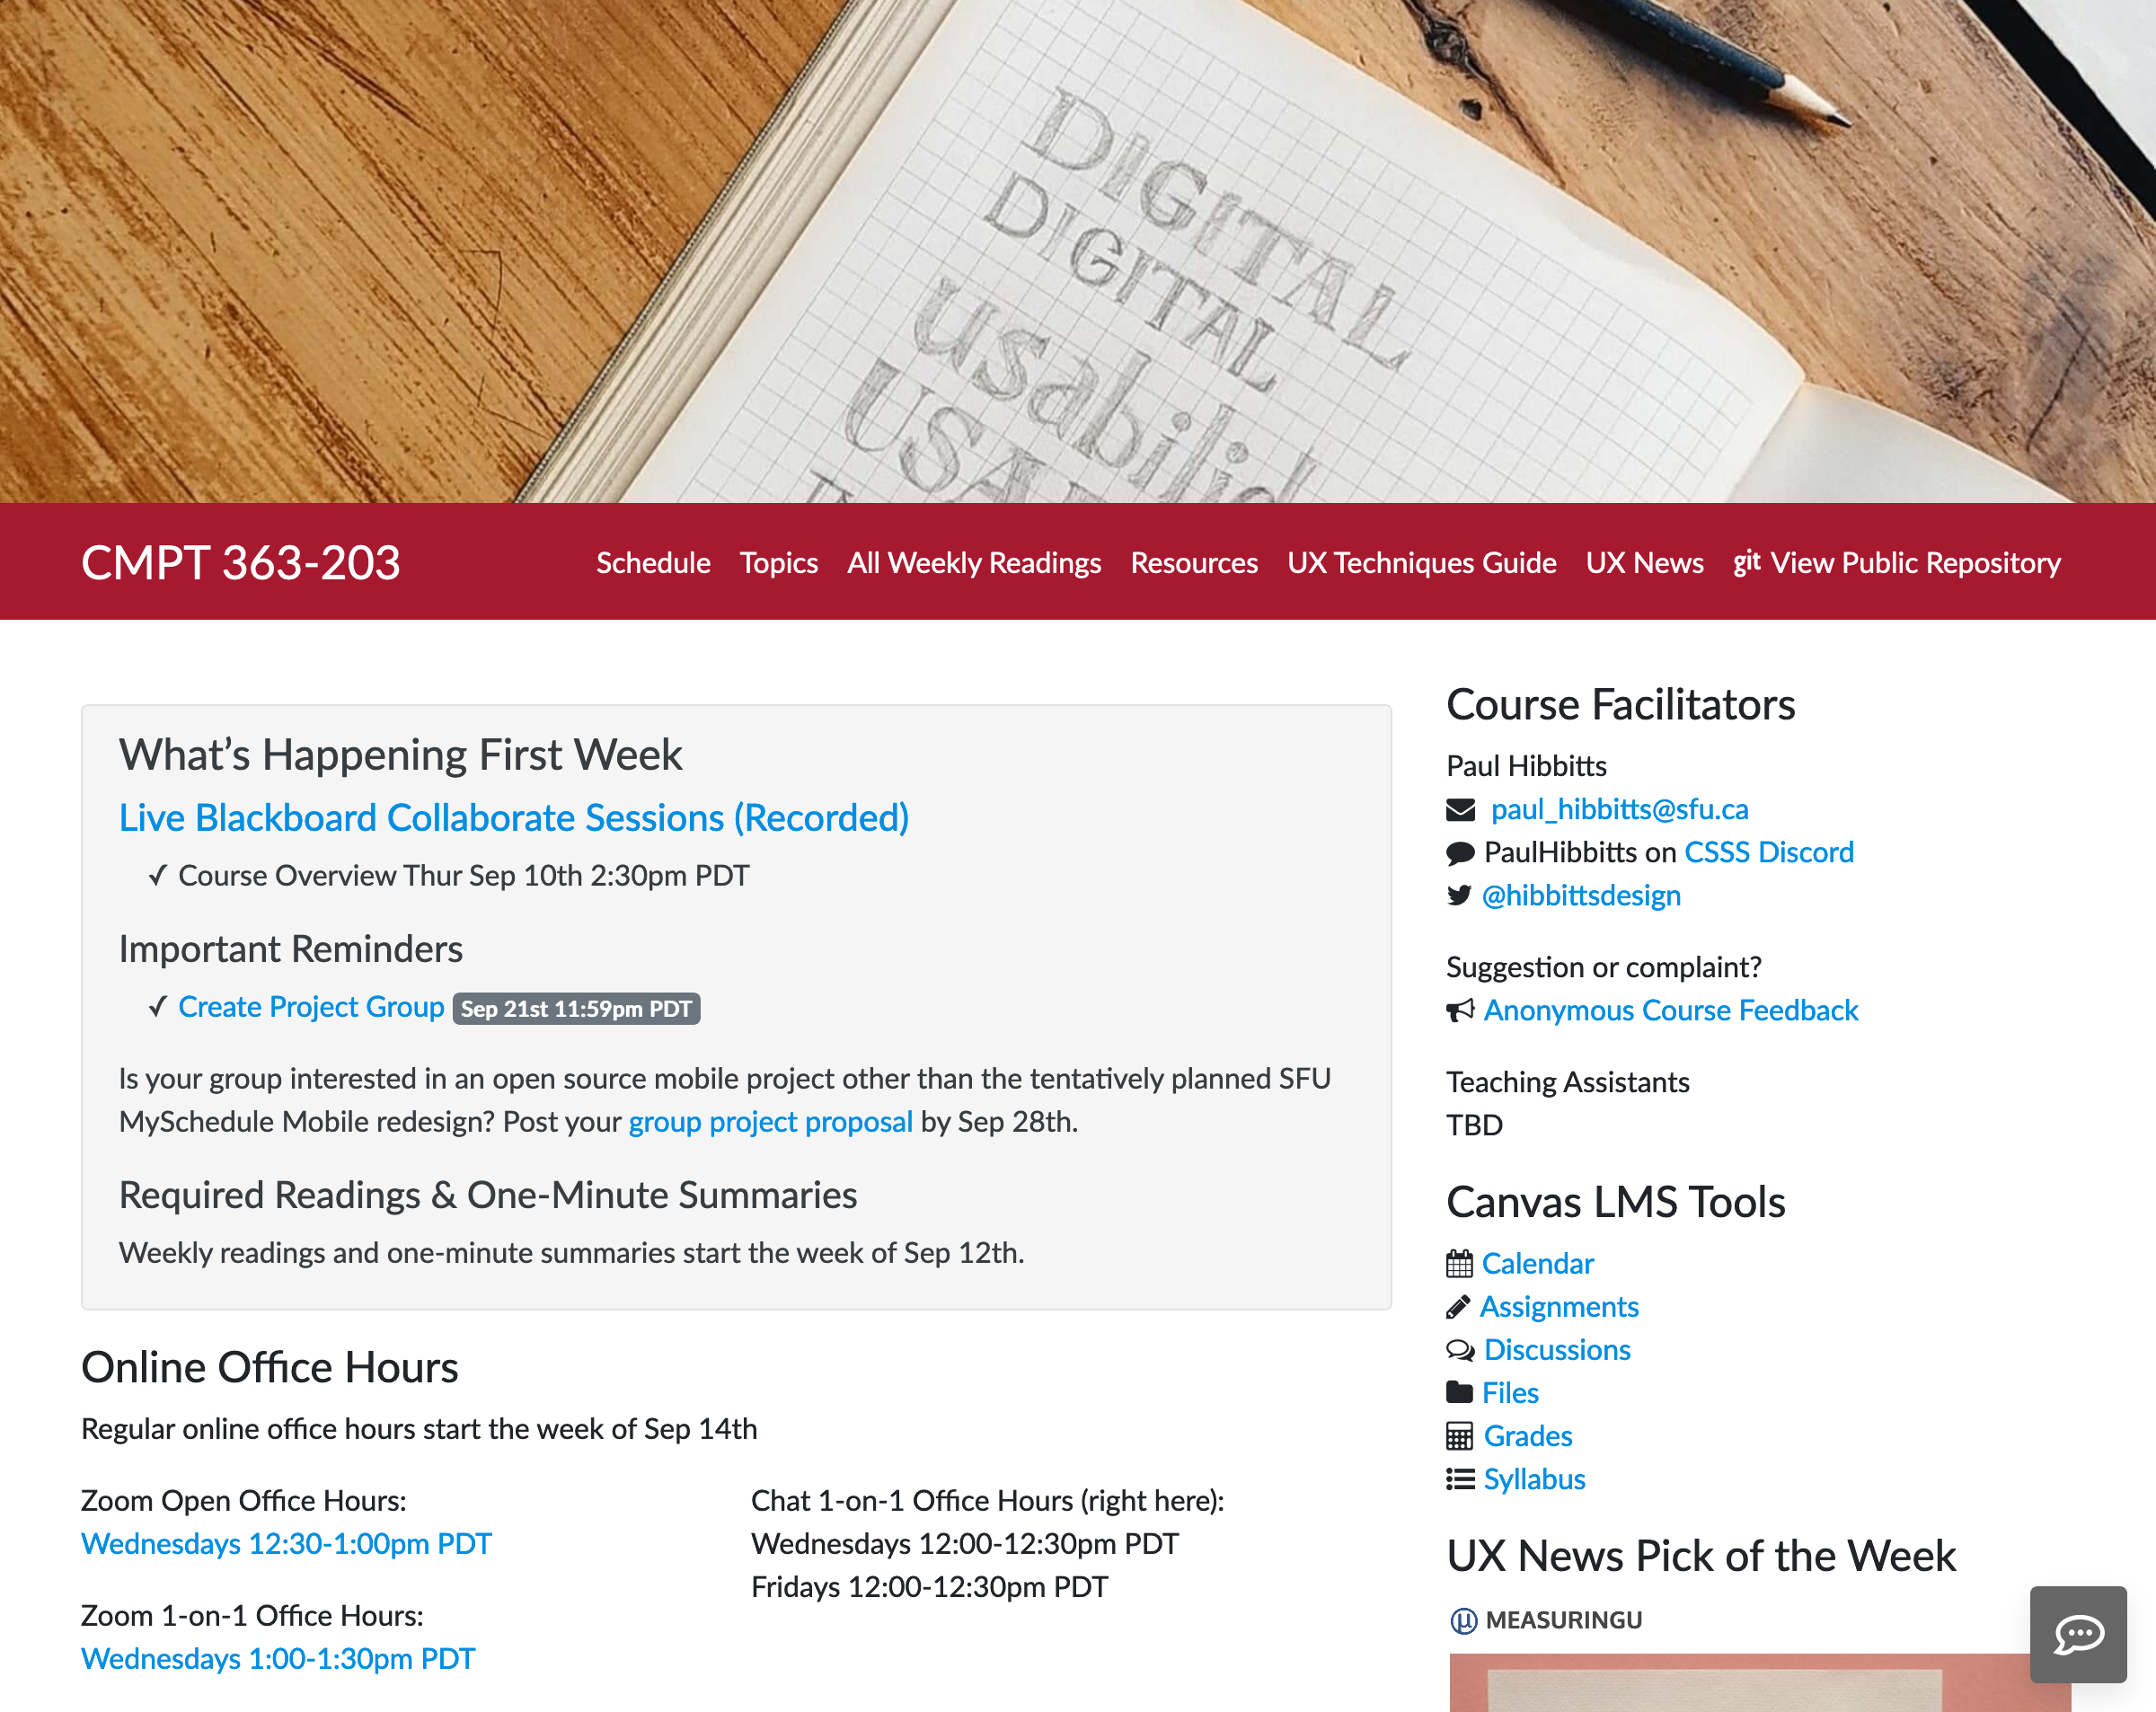 DIGITAL
DIGITAL
usabilid
CMPT 363-203
Schedule Topics All Weekly Readings Resources UX Techniques Guide UX News git View Public Repository
What’s Happening First Week
Live Blackboard Collaborate Sessions (Recorded)
✓ Course Overview Thur Sep 10th 2:30pm PDT
Important Reminders
✓ Create Project Group Sep 21st 11:59pm PDT
Is your group interested in an open source mobile project other than the tentatively planned SFU
MySchedule Mobile redesign? Post your group project proposal by Sep 28th.
Required Readings & One-Minute Summaries
Weekly readings and one-minute summaries start the week of Sep 12th.
Online Office Hours
Regular online office hours start the week of Sep 14th
Zoom Open Office Hours:
Wednesdays 12:30-1:00pm PDT
Zoom 1-on-1 Office Hours:
Wednesdays 1:00-1:30pm PDT
Chat 1-on-1 Office Hours (right here):
Wednesdays 12:00-12:30pm PDT
Fridays 12:00-12:30pm PDT
Course Facilitators
Paul Hibbitts
paul_hibbitts@sfu.ca
PaulHibbitts on CSSS Discord
@hibbittsdesign
Suggestion or complaint?
Anonymous Course Feedback
Teaching Assistants
TBD
Canvas LMS Tools
Calendar
Assignments
Discussions
Files
Grades
Syllabus
UX News Pick of the Week
µ MEASURINGU